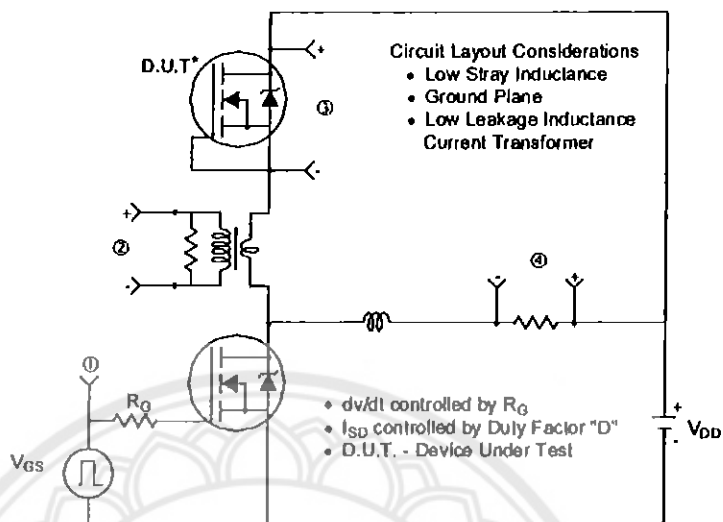 D.U.T*
+
③
-
Circuit Layout Considerations
• Low Stray Inductance
• Ground Plane
• Low Leakage Inductance
Current Transformer
+
②
-
④
-
+
①
R_G
V_GS
• dv/dt controlled by R_G
• I_SD controlled by Duty Factor "D"
• D.U.T. - Device Under Test
+
V_DD
-